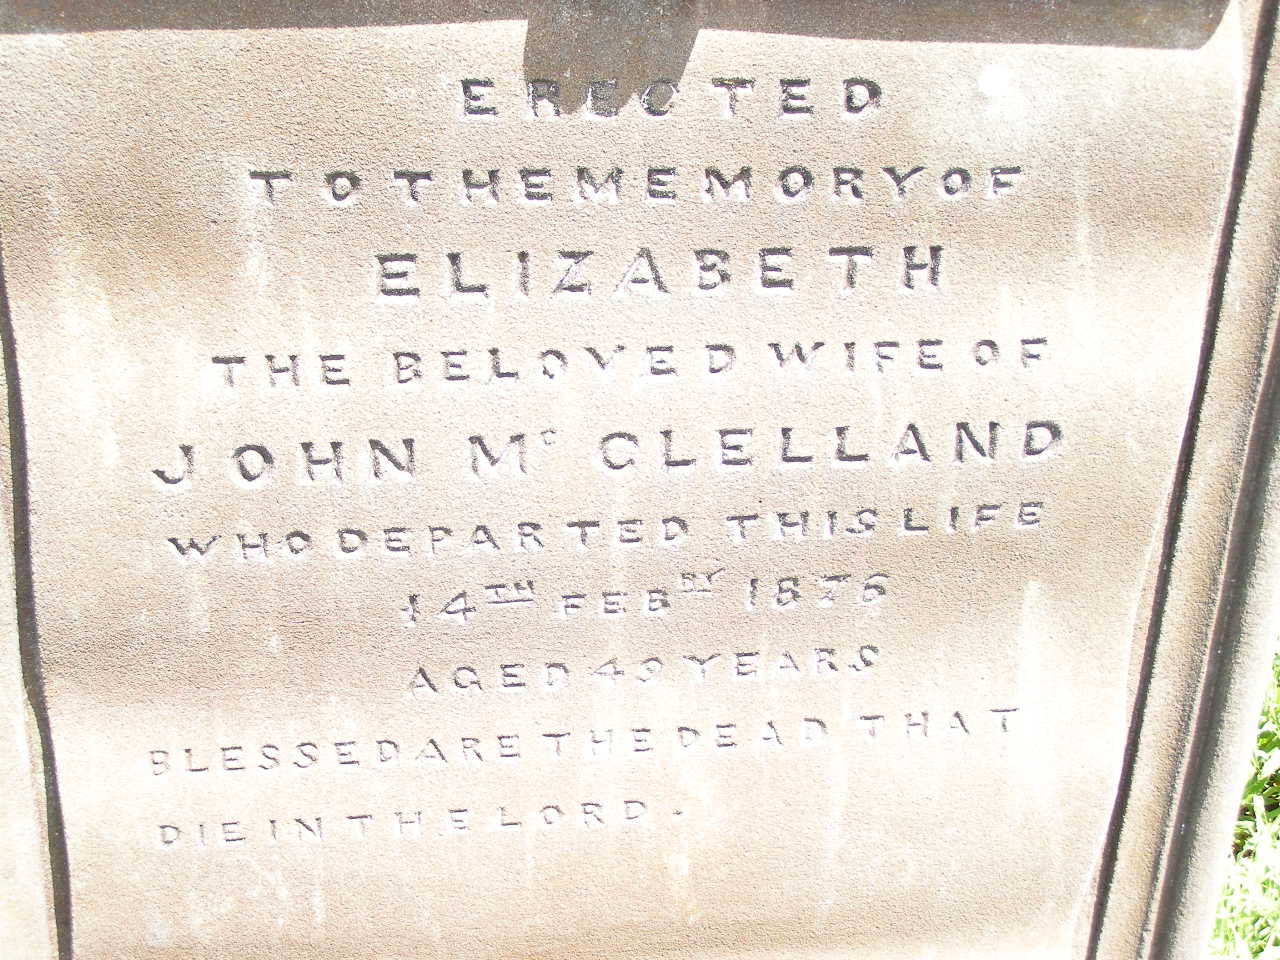 ERECTED
TO THE MEMORY OF
ELIZABETH
THE BELOVED WIFE OF
JOHN Mc CLELLAND
WHO DEPARTED THIS LIFE
14TH FEBRY 1876
AGED 49 YEARS
BLESSED ARE THE DEAD THAT
DIE IN THE LORD.